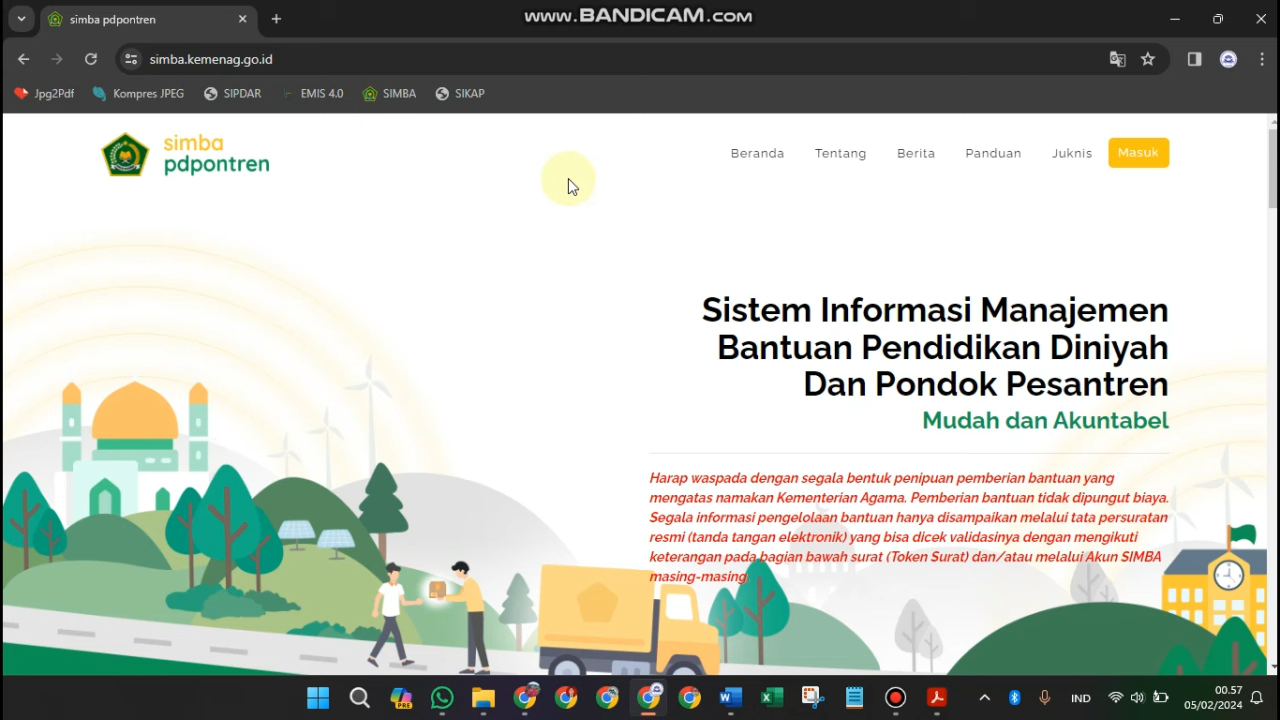 www.BANDICAM.com
simba pdpontren
simba.kemenag.go.id
Jpg2Pdf
Kompres JPEG
SIPDAR
EMIS 4.0
SIMBA
SIKAP
simba
pdpontren
Beranda
Tentang
Berita
Panduan
Juknis
Masuk
Sistem Informasi Manajemen
Bantuan Pendidikan Diniyah
Dan Pondok Pesantren
Mudah dan Akuntabel
Harap waspada dengan segala bentuk penipuan pemberian bantuan yang
mengatas namakan Kementerian Agama. Pemberian bantuan tidak dipungut biaya.
Segala informasi pengelolaan bantuan hanya disampaikan melalui tata persuratan
resmi (tanda tangan elektronik) yang bisa dicek validasinya dengan mengikuti
keterangan pada bagian bawah surat (Token Surat) dan/atau melalui Akun SIMBA
masing-masing.
PRE
IND
00.57
05/02/2024